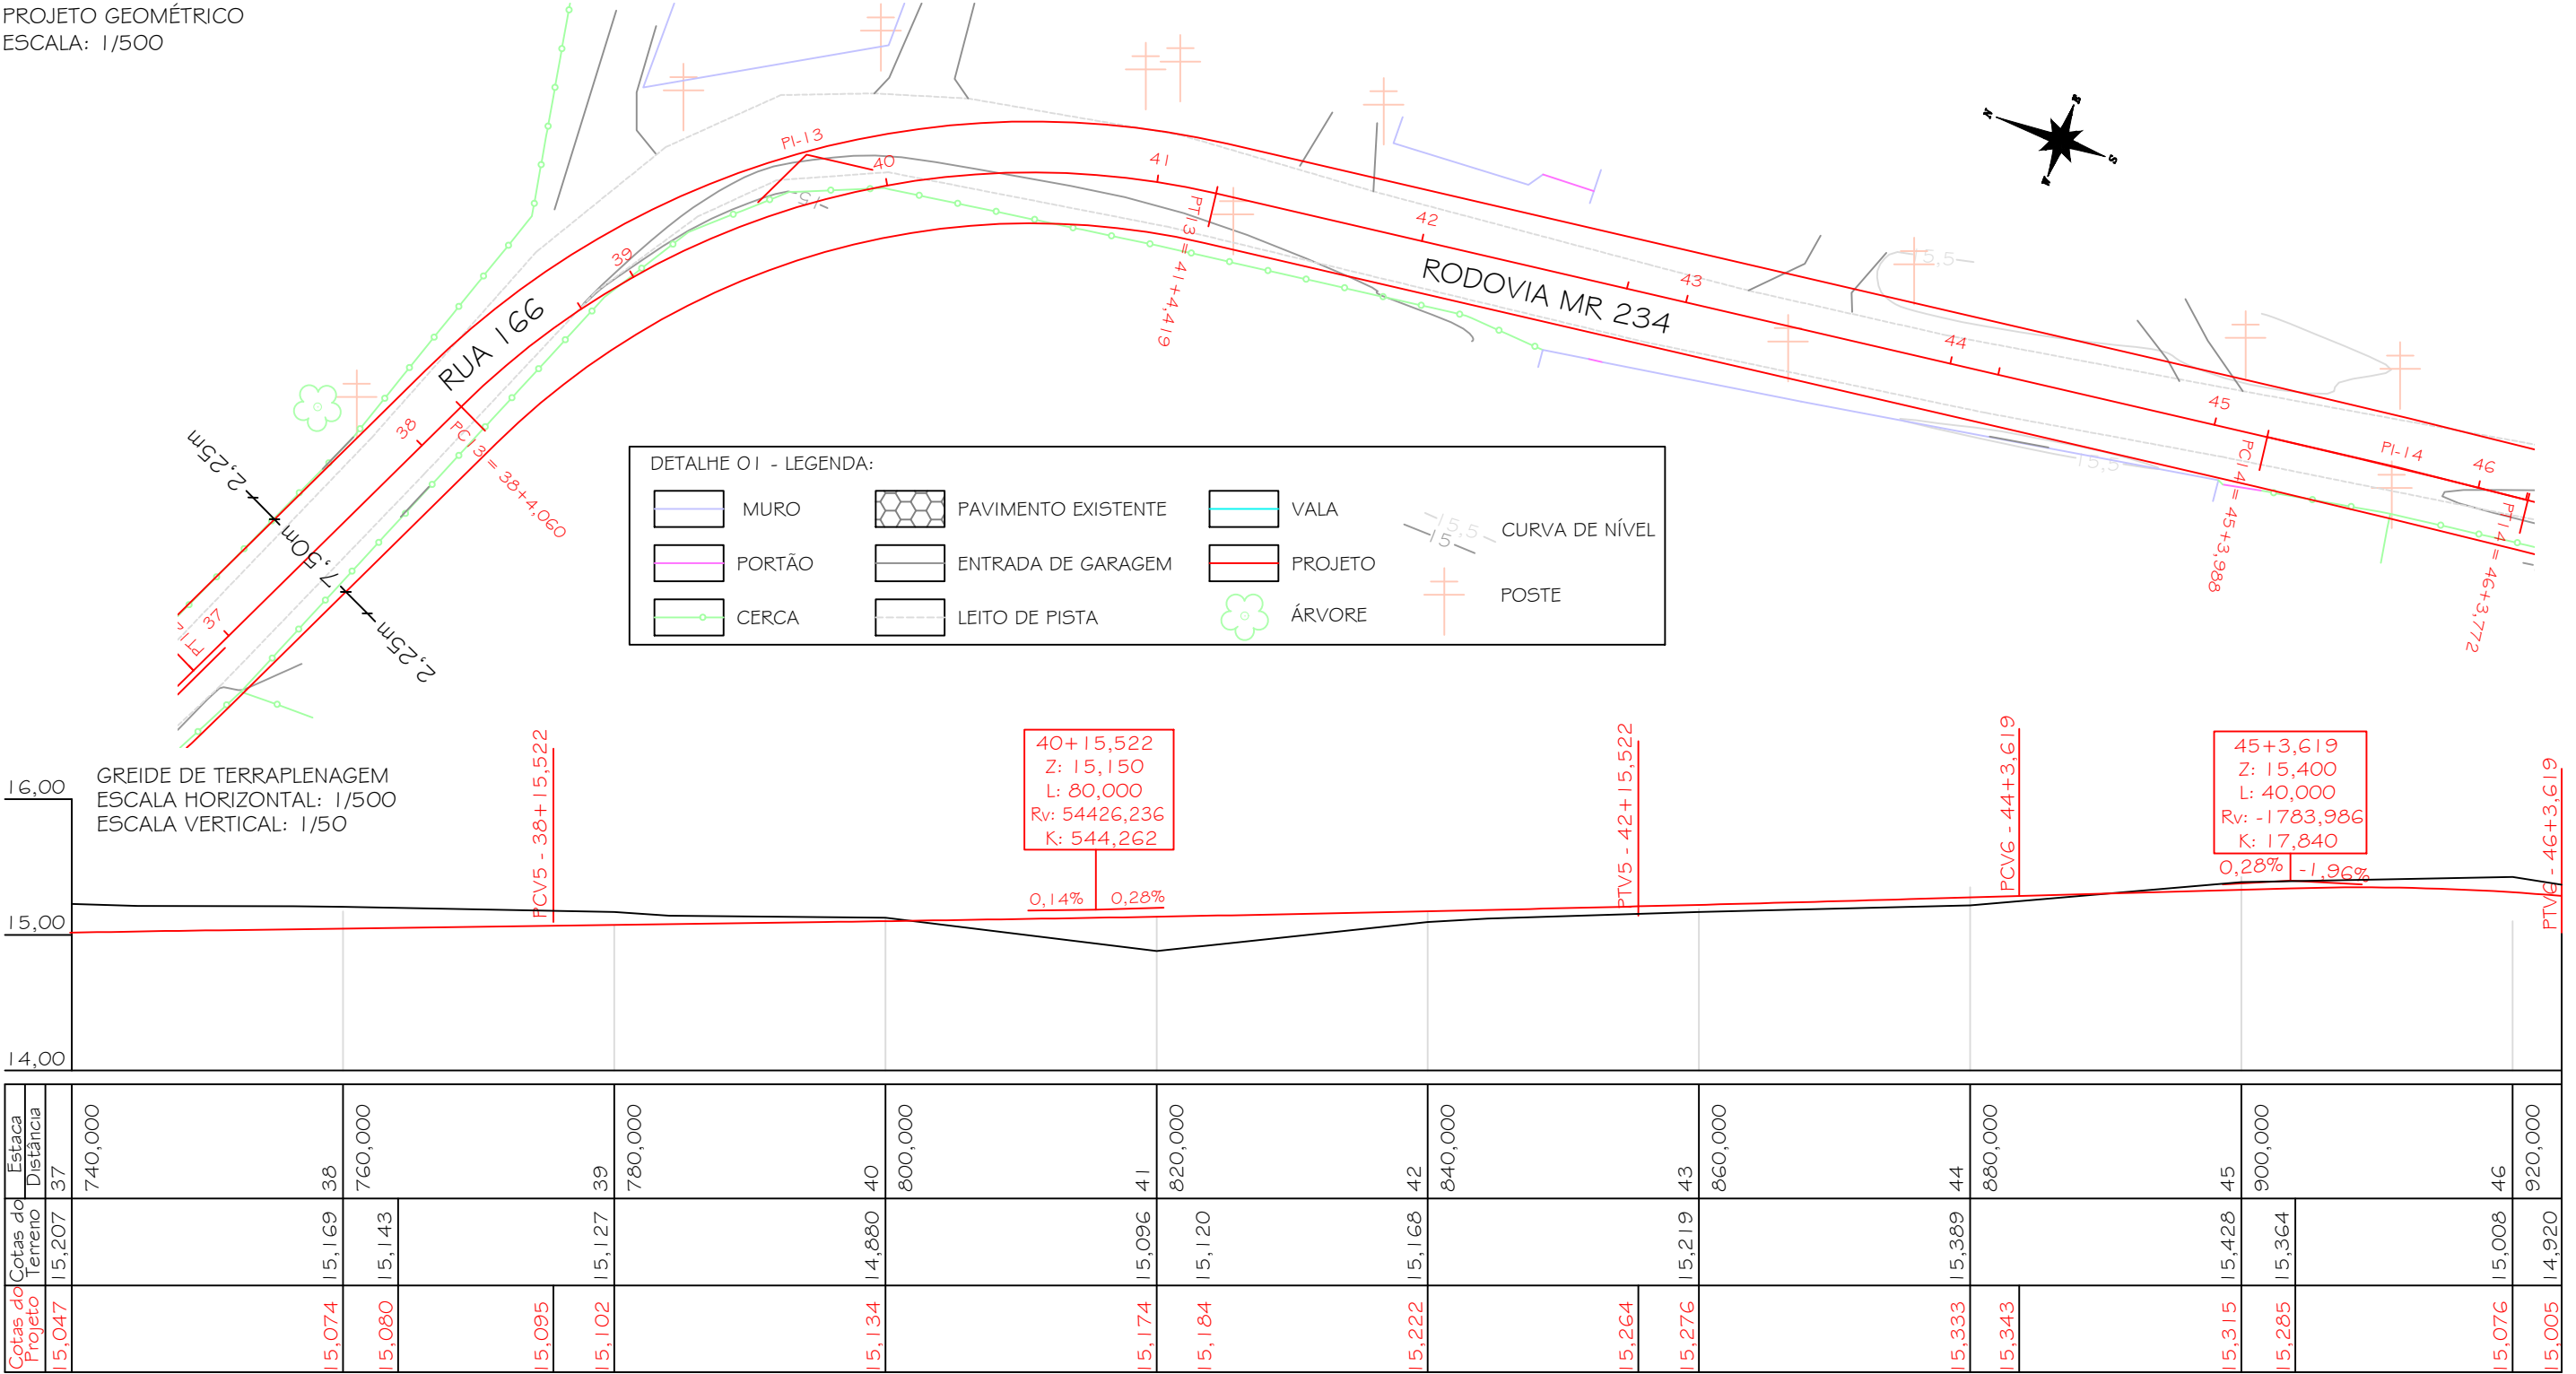 PROJETO GEOMÉTRICO
ESCALA: 1/500
PI-13
40
41
39
38
37
42
43
44
45
46
15
15,5
15,5
N
E
S
PT13 = 41+4,419
RODOVIA MR 234
RUA 166
PC13 = 38+4,060
2,25m
7,50m
2,25m
PT12
PC14 = 45+3,988
PI-14
PT14 = 46+3,772
DETALHE 01 - LEGENDA:
MURO
PAVIMENTO EXISTENTE
VALA
15,5
15
CURVA DE NÍVEL
PORTÃO
ENTRADA DE GARAGEM
PROJETO
CERCA
LEITO DE PISTA
ÁRVORE
POSTE
GREIDE DE TERRAPLENAGEM
ESCALA HORIZONTAL: 1/500
ESCALA VERTICAL: 1/50
16,00
15,00
14,00
PCV5 - 38+15,522
40+15,522
Z: 15,150
L: 80,000
Rv: 54426,236
K: 544,262
0,14% 0,28%
PTV5 - 42+15,522
PCV6 - 44+3,619
45+3,619
Z: 15,400
L: 40,000
Rv: -1783,986
K: 17,840
0,28% -1,96%
PTV6 - 46+3,619
Estaca 37 38 39 40 41 42 43 44 45 46
Distância 740,000 760,000 780,000 800,000 820,000 840,000 860,000 880,000 900,000 920,000
Cotas do Terreno 15,207 15,169 15,143 15,127 14,880 15,096 15,120 15,168 15,219 15,389 15,428 15,364 15,008 14,920
Cotas do Projeto 15,047 15,074 15,080 15,095 15,102 15,134 15,174 15,184 15,222 15,264 15,276 15,333 15,343 15,315 15,285 15,076 15,005